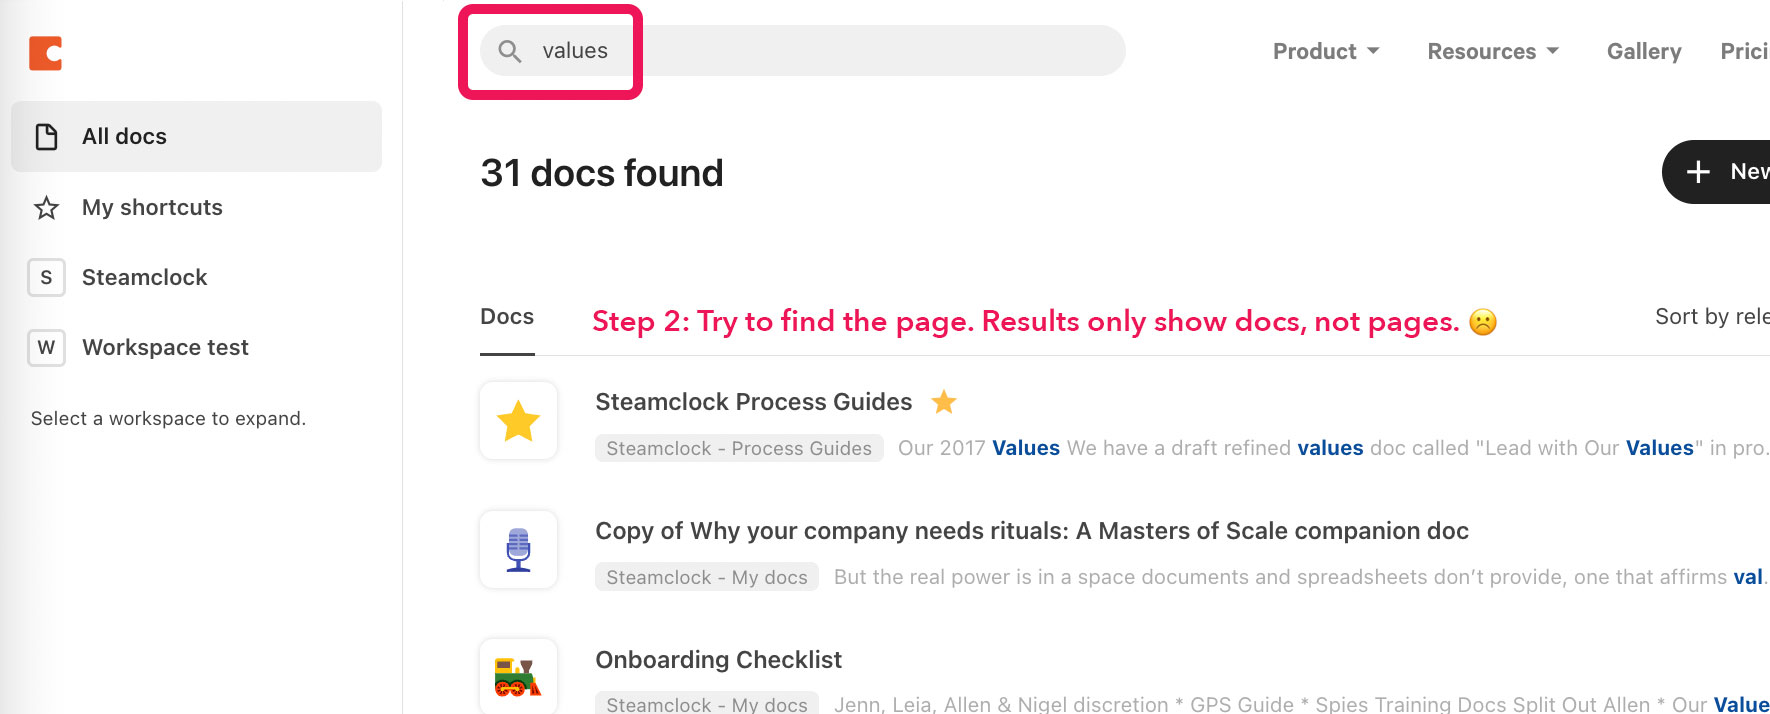 values
Product
Resources
Gallery
All docs
31 docs found
My shortcuts
S Steamclock
Docs
Step 2: Try to find the page. Results only show docs, not pages. ☹️
Sort by
W Workspace test
Steamclock Process Guides
Select a workspace to expand.
Steamclock - Process Guides Our 2017 Values We have a draft refined values doc called "Lead with Our Values" in pro...
Copy of Why your company needs rituals: A Masters of Scale companion doc
Steamclock - My docs But the real power is in a space documents and spreadsheets don’t provide, one that affirms val...
Onboarding Checklist
Steamclock - My docs Jenn, Leia, Allen & Nigel discretion * GPS Guide * Spies Training Docs Split Out Allen * Our Value